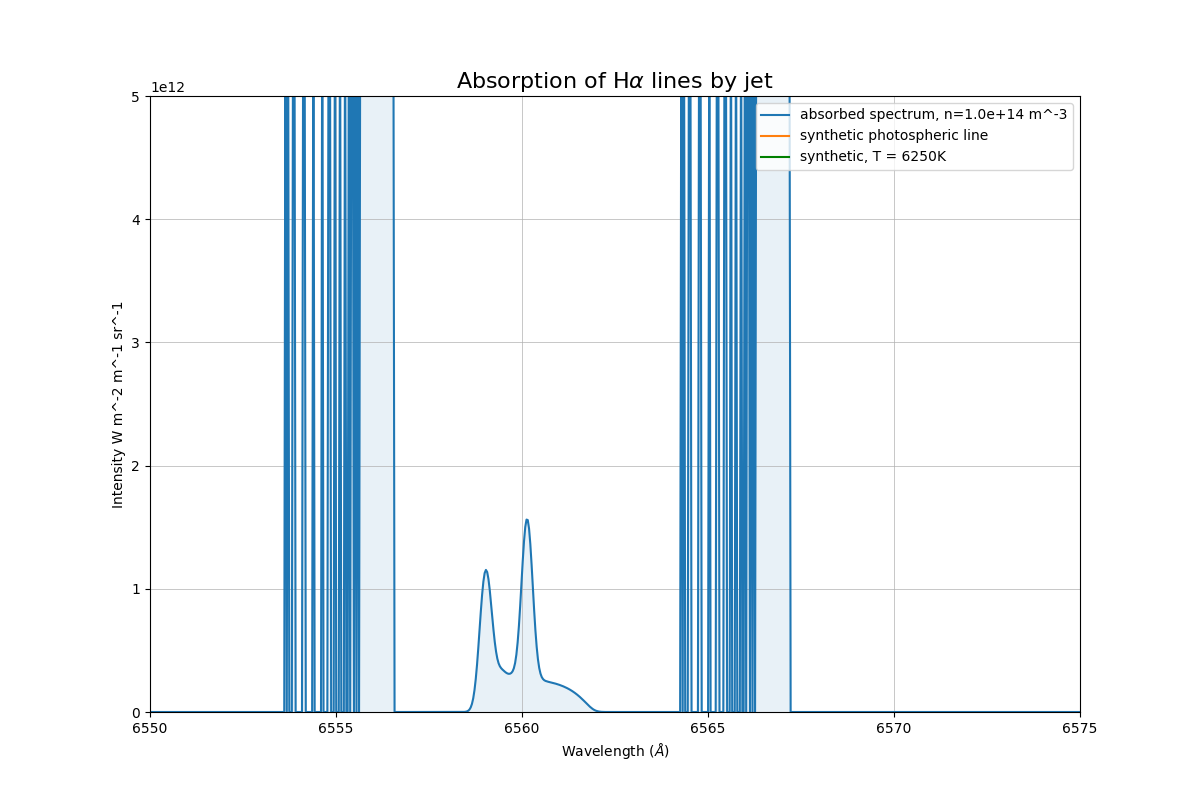 Absorption of Hα lines by jet
1e12
absorbed spectrum, n=1.0e+14 m^-3
synthetic photospheric line
synthetic, T = 6250K
5
4
3
2
1
0
Intensity W m^-2 m^-1 sr^-1
6550
6555
6560
6565
6570
6575
Wavelength (Å)